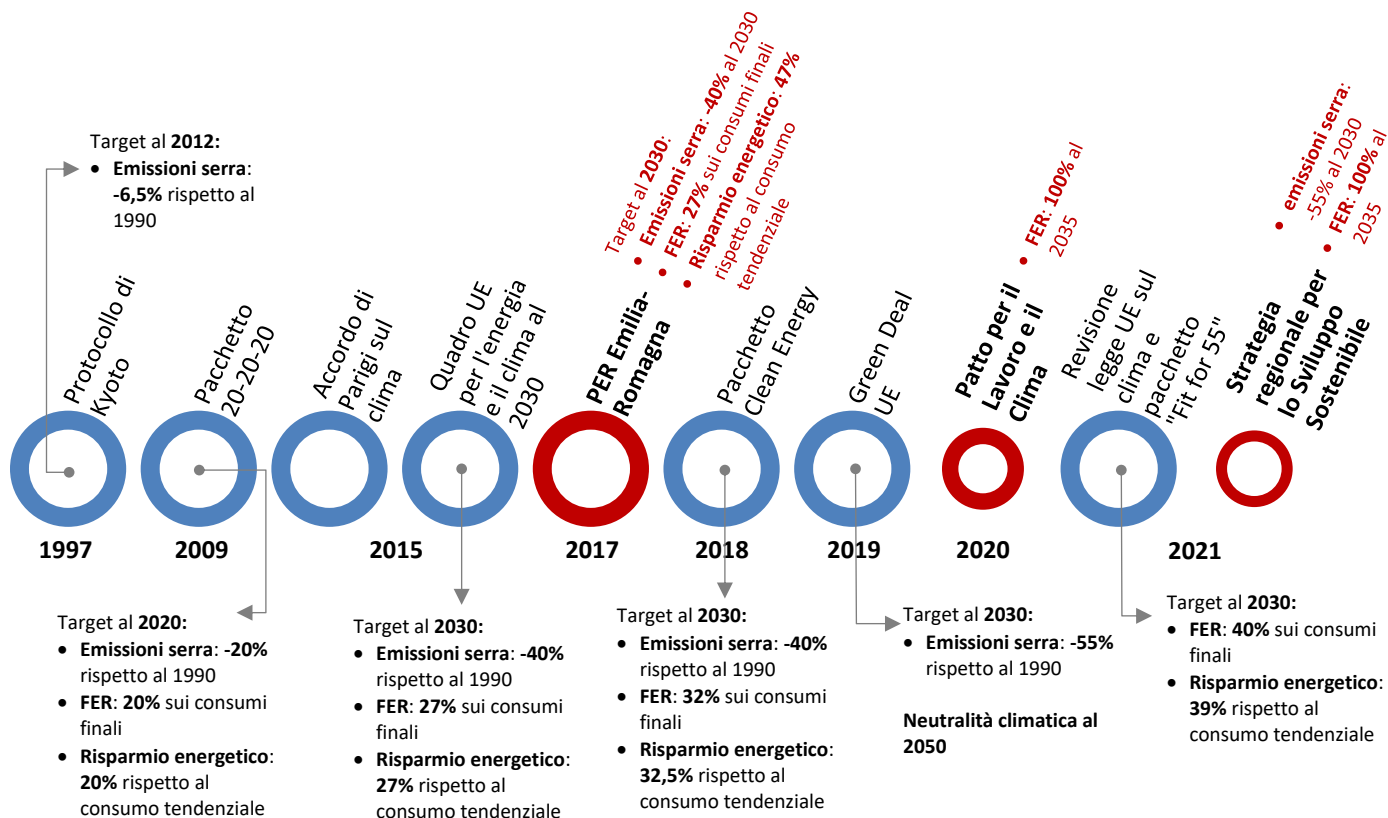 Target al 2012:
• Emissioni serra:
-6,5% rispetto al
1990
Target al 2030:
• Emissioni serra: -40% al 2030
• FER: 27% sui consumi finali
• Risparmio energetico: 47%
rispetto al consumo
tendenziale
• FER: 100% al
2035
• emissioni serra:
-55% al 2030
• FER: 100% al
2035
Protocollo di
Kyoto
Pacchetto
20-20-20
Accordo di
Parigi sul
clima
Quadro UE
per l'energia
e il clima al
2030
PER Emilia-
Romagna
Pacchetto
Clean Energy
Green Deal
UE
Patto per il
Lavoro e il
Clima
Revisione
legge UE sul
clima e
pacchetto
"Fit for 55"
Strategia
regionale per
lo Sviluppo
Sostenibile
1997
2009
2015
2017
2018
2019
2020
2021
Target al 2020:
• Emissioni serra: -20%
rispetto al 1990
• FER: 20% sui consumi
finali
• Risparmio energetico:
20% rispetto al
consumo tendenziale
Target al 2030:
• Emissioni serra: -40%
rispetto al 1990
• FER: 27% sui consumi
finali
• Risparmio energetico:
27% rispetto al
consumo tendenziale
Target al 2030:
• Emissioni serra: -40%
rispetto al 1990
• FER: 32% sui consumi
finali
• Risparmio energetico:
32,5% rispetto al
consumo tendenziale
Target al 2030:
• Emissioni serra: -55%
rispetto al 1990
Neutralità climatica al
2050
Target al 2030:
• FER: 40% sui consumi
finali
• Risparmio energetico:
39% rispetto al
consumo tendenziale